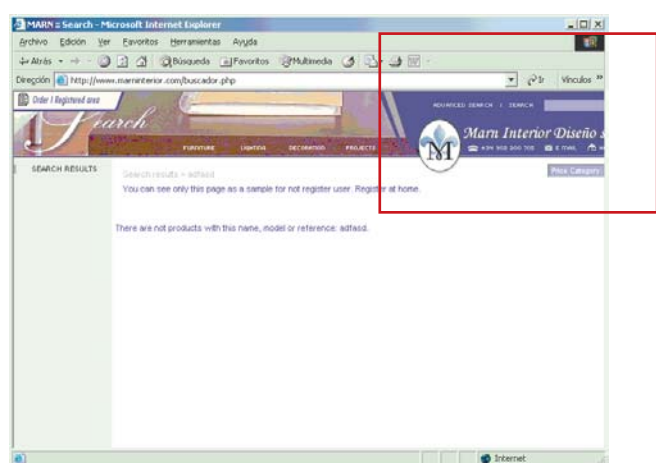 MARN :: Search - Microsoft Internet Explorer
Archivo Edición Ver Favoritos Herramientas Ayuda
Atrás Búsqueda Favoritos Multimedia
Dirección http://www.marninterior.com/buscador.php Ir Vínculos »
Order / Registered area
ADVANCED SEARCH | SEARCH
Search
Marn Interior Diseño s
M
E MAIL
FURNITURE LIGHTING DECORATION PROJECTS
SEARCH RESULTS
Search results » adfasd
Price Category
You can see only this page as a sample for not register user. Register at home.
There are not products with this name, model or reference: adfasd.
Internet